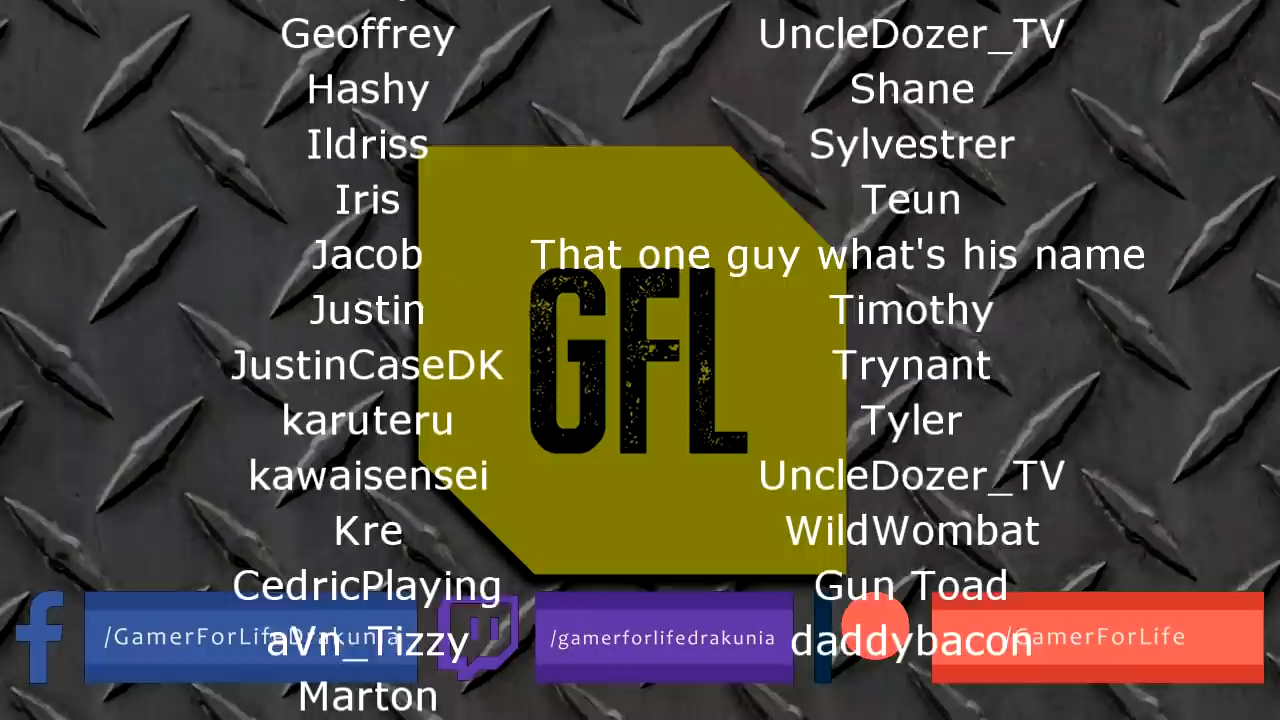 Geoffrey
Hashy
Ildriss
Iris
Jacob
Justin
JustinCaseDK
karuteru
kawaisensei
Kre
CedricPlaying
aVn_Tizzy
Marton
UncleDozer_TV
Shane
Sylvestrer
Teun
That one guy what's his name
Timothy
Trynant
Tyler
UncleDozer_TV
WildWombat
Gun Toad
daddybacon
GFL
/GamerForLifeDrakunia
/gamerforlifedrakunia
/GamerForLife